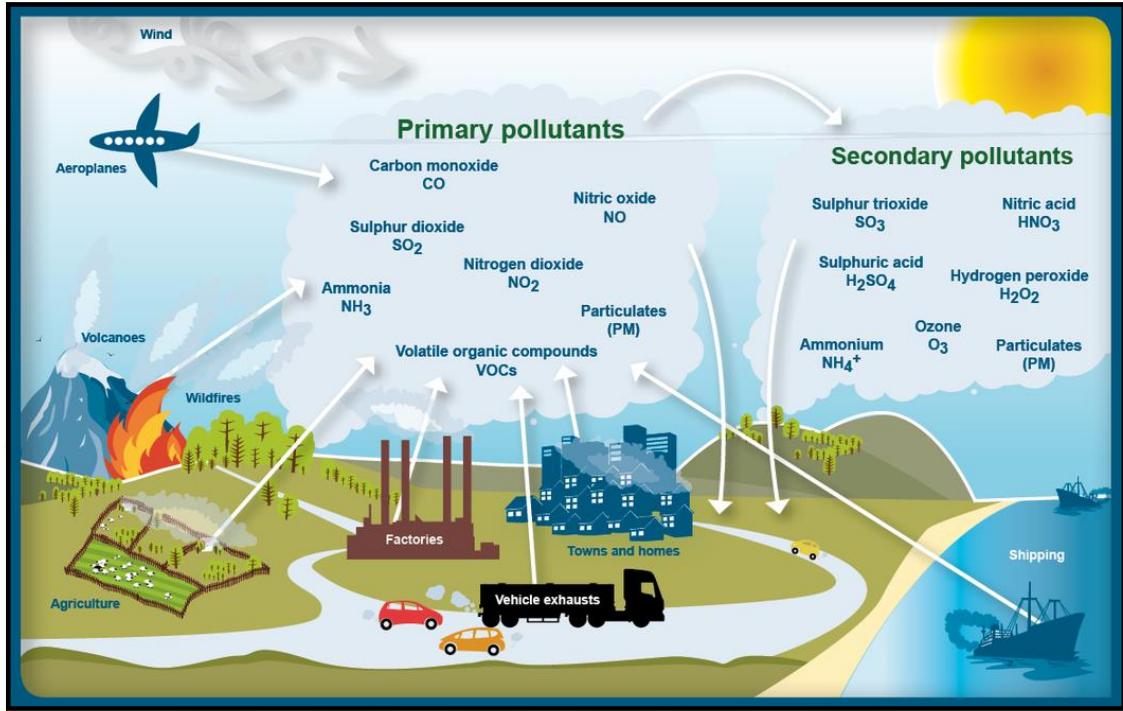 Wind
Aeroplanes
Primary pollutants
Carbon monoxide
CO
Nitric oxide
NO
Sulphur dioxide
SO₂
Nitrogen dioxide
NO₂
Ammonia
NH₃
Particulates
(PM)
Volatile organic compounds
VOCs
Secondary pollutants
Sulphur trioxide
SO₃
Nitric acid
HNO₃
Sulphuric acid
H₂SO₄
Hydrogen peroxide
H₂O₂
Ozone
O₃
Ammonium
NH₄⁺
Particulates
(PM)
Volcanoes
Wildfires
Agriculture
Factories
Towns and homes
Vehicle exhausts
Shipping